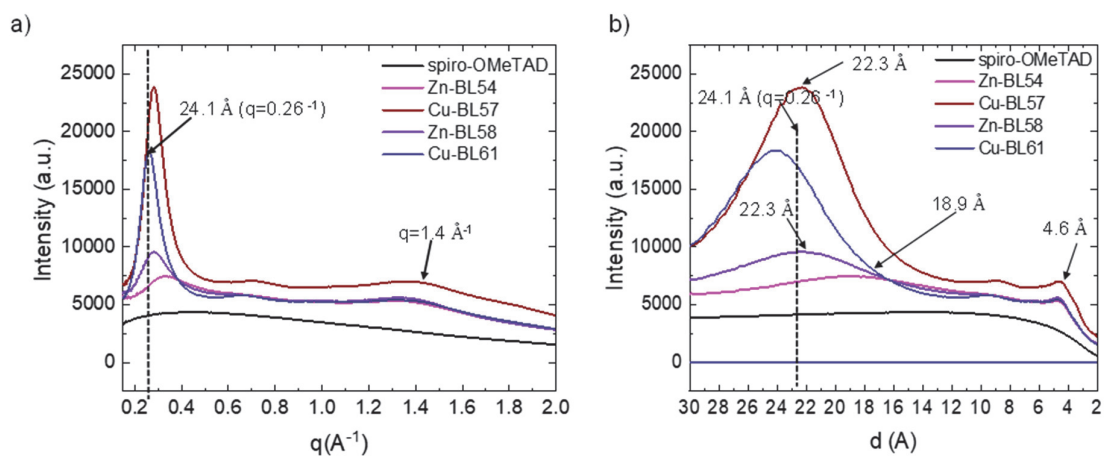 a)
25000
20000
15000
10000
5000
0
Intensity (a.u.)
0.2 0.4 0.6 0.8 1.0 1.2 1.4 1.6 1.8 2.0
q(A⁻¹)
spiro-OMeTAD
Zn-BL54
Cu-BL57
Zn-BL58
Cu-BL61
24.1 Å (q=0.26 ⁻¹)
q=1.4 Å⁻¹
b)
25000
20000
15000
10000
5000
0
Intensity (a.u.)
30 28 26 24 22 20 18 16 14 12 10 8 6 4 2
d (A)
spiro-OMeTAD
Zn-BL54
Cu-BL57
Zn-BL58
Cu-BL61
22.3 Å
24.1 Å (q=0.26 ⁻¹)
22.3 Å
18.9 Å
4.6 Å